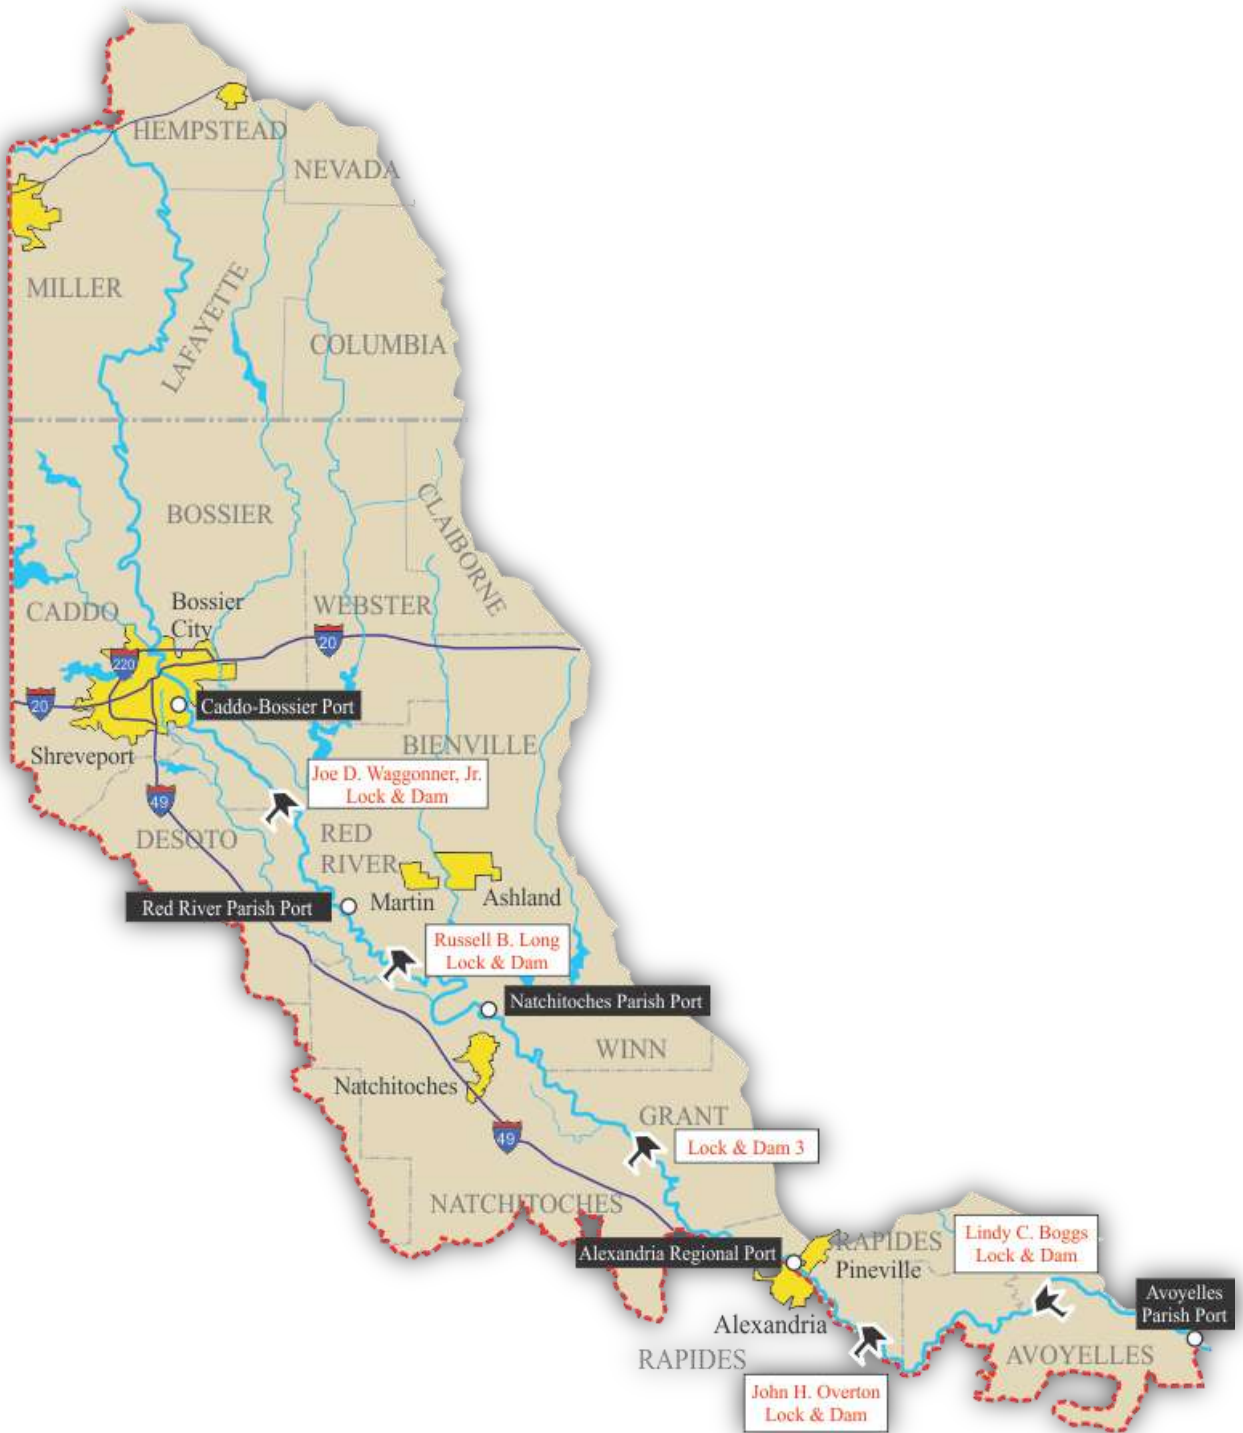 HEMPSTEAD
NEVADA
MILLER
LAFAYETTE
COLUMBIA
BOSSIER
CLAIBORNE
CADDO
Bossier
City
WEBSTER
20
220
20
Caddo-Bossier Port
Shreveport
BIENVILLE
Joe D. Waggonner, Jr.
Lock & Dam
49
DESOTO
RED
RIVER
Martin
Ashland
Red River Parish Port
Russell B. Long
Lock & Dam
Natchitoches Parish Port
WINN
Natchitoches
GRANT
49
Lock & Dam 3
NATCHITOCHES
Alexandria Regional Port
RAPIDES
Pineville
Lindy C. Boggs
Lock & Dam
Avoyelles
Parish Port
Alexandria
RAPIDES
AVOYELLES
John H. Overton
Lock & Dam